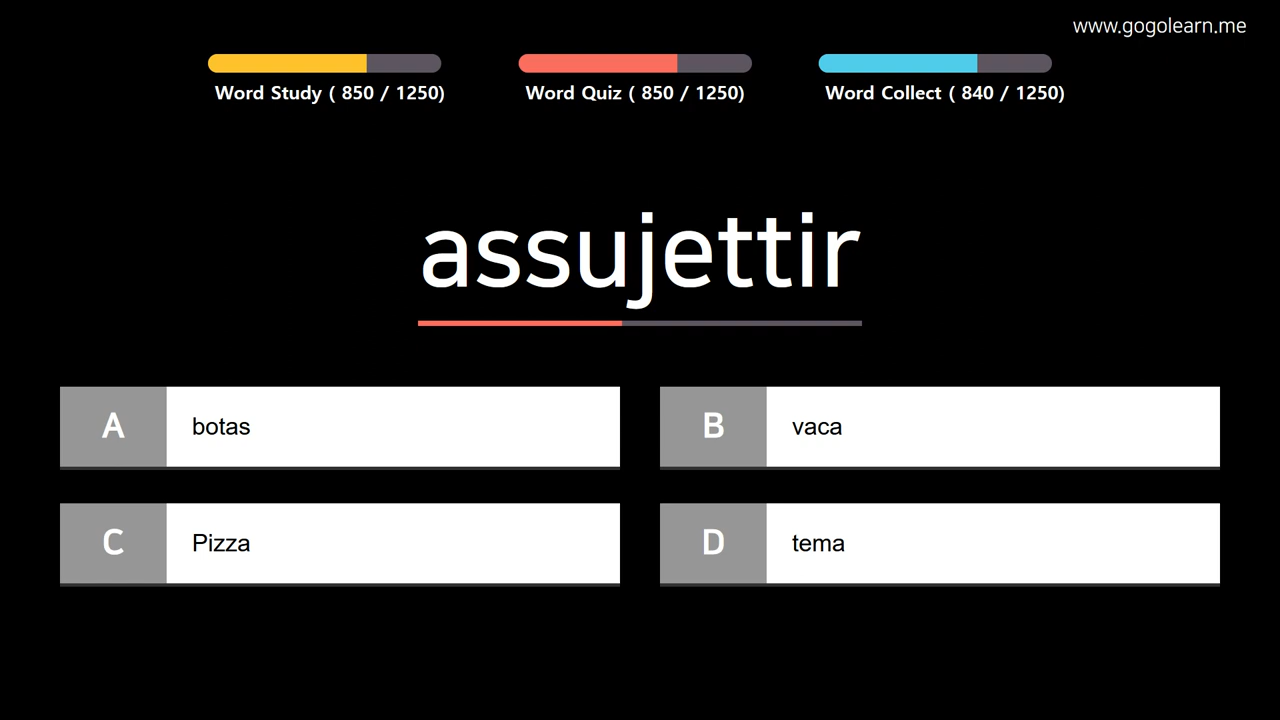 www.gogolearn.me
Word Study ( 850 / 1250)
Word Quiz ( 850 / 1250)
Word Collect ( 840 / 1250)
assujettir
A botas
B vaca
C Pizza
D tema